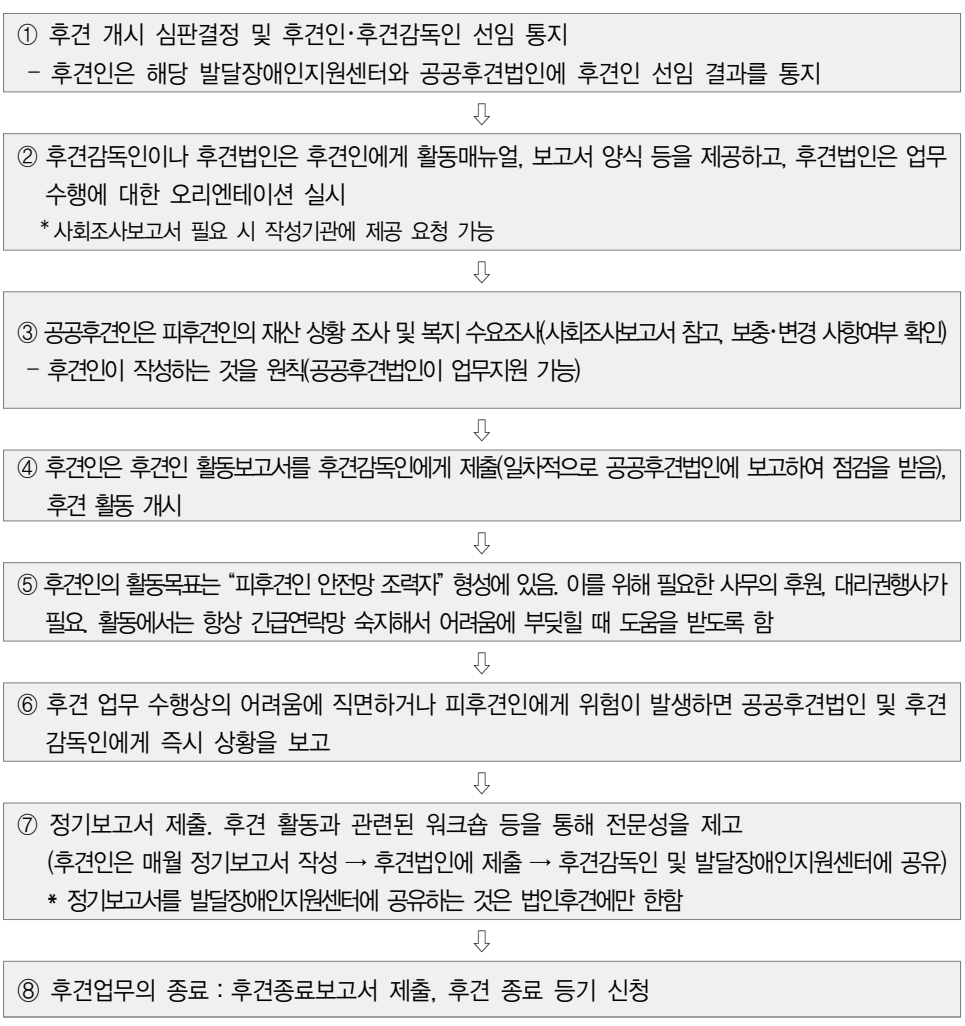 ① 후견 개시 심판결정 및 후견인·후견감독인 선임 통지
- 후견인은 해당 발달장애인지원센터와 공공후견법인에 후견인 선임 결과를 통지
⇩
② 후견감독인이나 후견법인은 후견인에게 활동매뉴얼, 보고서 양식 등을 제공하고, 후견법인은 업무
수행에 대한 오리엔테이션 실시
* 사회조사보고서 필요 시 작성기관에 제공 요청 가능
⇩
③ 공공후견인은 피후견인의 재산 상황 조사 및 복지 수요조사(사회조사보고서 참고, 보충·변경 사항여부 확인)
- 후견인이 작성하는 것을 원칙(공공후견법인이 업무지원 가능)
⇩
④ 후견인은 후견인 활동보고서를 후견감독인에게 제출(일차적으로 공공후견법인에 보고하여 점검을 받음),
후견 활동 개시
⇩
⑤ 후견인의 활동목표는 “피후견인 안전망 조력자” 형성에 있음. 이를 위해 필요한 사무의 후원, 대리권행사가
필요. 활동에서는 항상 긴급연락망 숙지해서 어려움에 부딪힐 때 도움을 받도록 함
⇩
⑥ 후견 업무 수행상의 어려움에 직면하거나 피후견인에게 위험이 발생하면 공공후견법인 및 후견
감독인에게 즉시 상황을 보고
⇩
⑦ 정기보고서 제출. 후견 활동과 관련된 워크숍 등을 통해 전문성을 제고
(후견인은 매월 정기보고서 작성 → 후견법인에 제출 → 후견감독인 및 발달장애인지원센터에 공유)
* 정기보고서를 발달장애인지원센터에 공유하는 것은 법인후견에만 한함
⇩
⑧ 후견업무의 종료 : 후견종료보고서 제출, 후견 종료 등기 신청